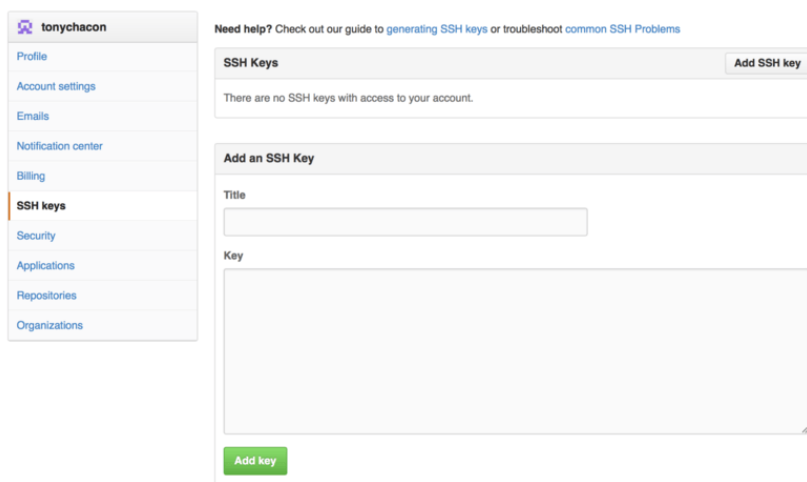 tonychacon
Profile
Account settings
Emails
Notification center
Billing
SSH keys
Security
Applications
Repositories
Organizations
Need help? Check out our guide to generating SSH keys or troubleshoot common SSH Problems
SSH Keys
Add SSH key
There are no SSH keys with access to your account.
Add an SSH Key
Title
Key
Add key